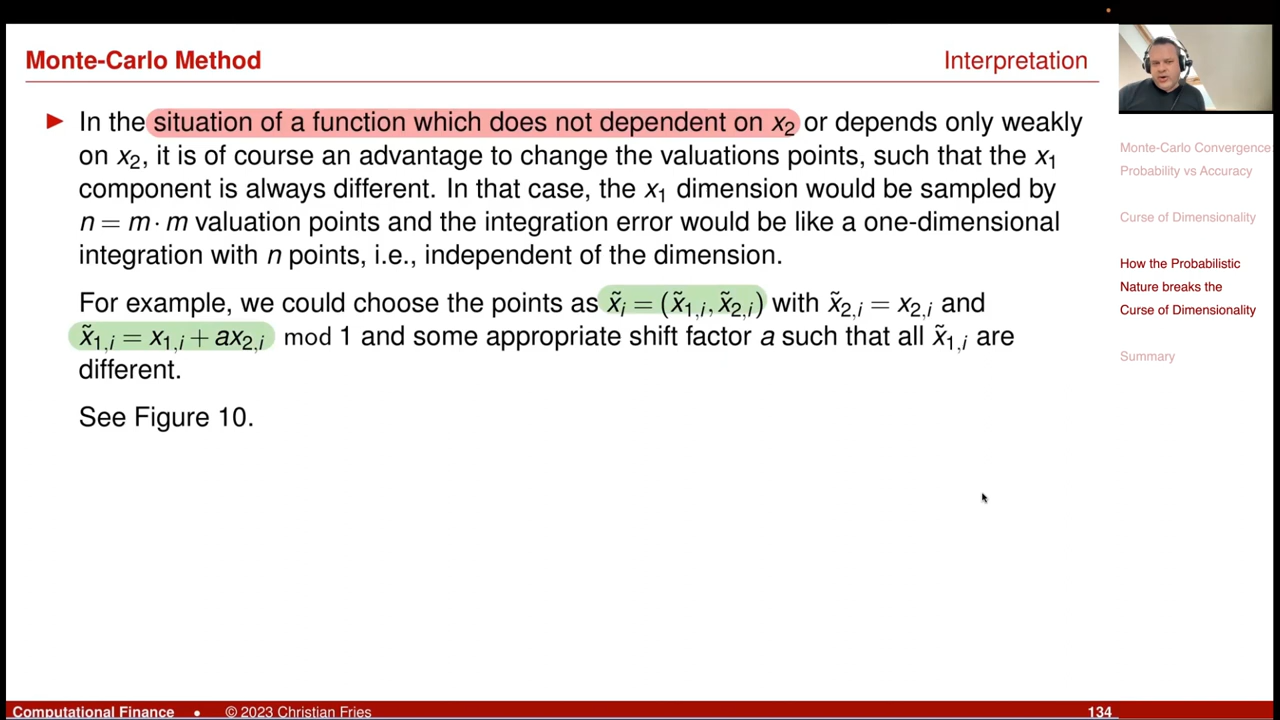 Monte-Carlo Method
Interpretation
▶ In the situation of a function which does not dependent on x₂ or depends only weakly
on x₂, it is of course an advantage to change the valuations points, such that the x₁
component is always different. In that case, the x₁ dimension would be sampled by
n = m · m valuation points and the integration error would be like a one-dimensional
integration with n points, i.e., independent of the dimension.
For example, we could choose the points as x̃ᵢ = (x̃₁,ᵢ, x̃₂,ᵢ) with x̃₂,ᵢ = x₂,ᵢ and
x̃₁,ᵢ = x₁,ᵢ + ax₂,ᵢ mod 1 and some appropriate shift factor a such that all x̃₁,ᵢ are
different.
See Figure 10.
Monte-Carlo Convergence:
Probability vs Accuracy
Curse of Dimensionality
How the Probabilistic
Nature breaks the
Curse of Dimensionality
Summary
Computational Finance • © 2023 Christian Fries
134